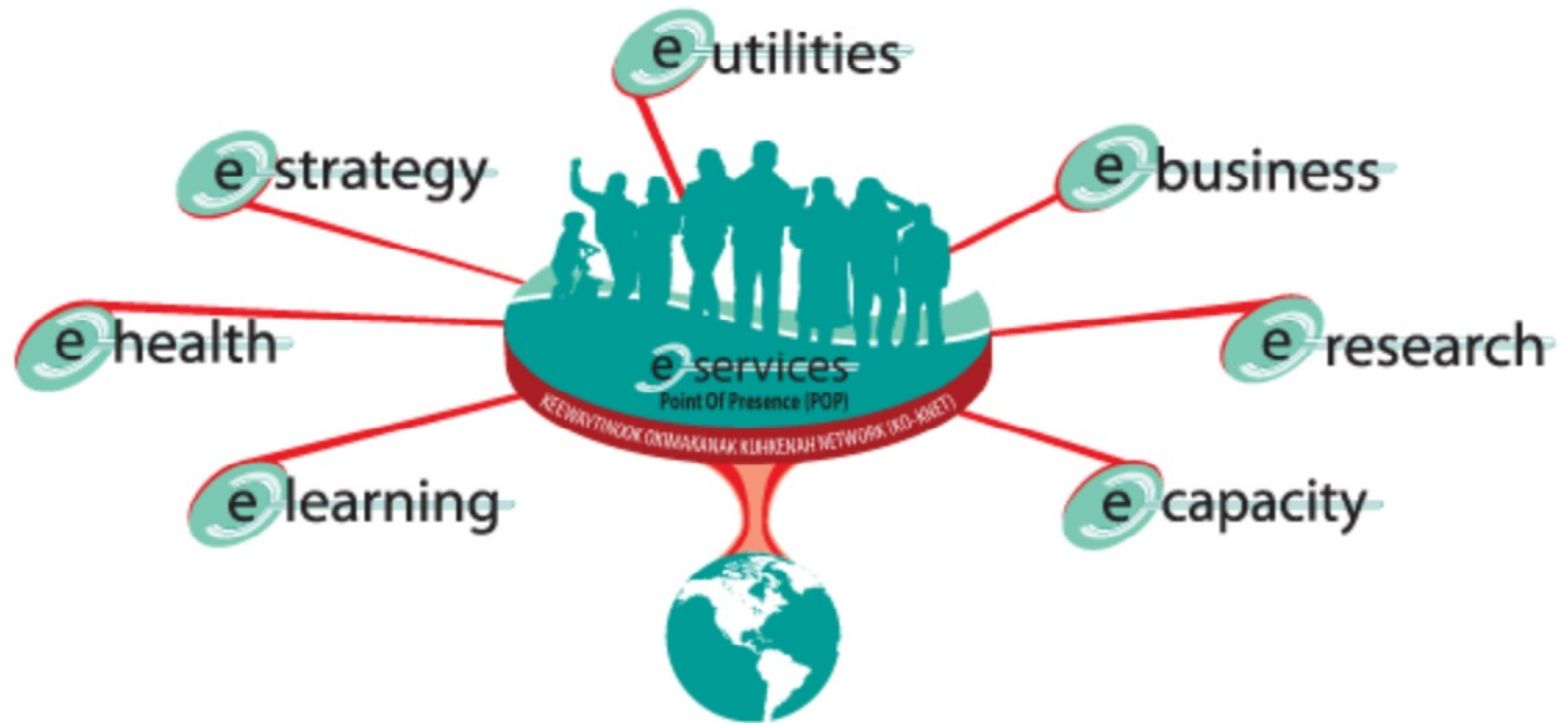 e utilities
e strategy
e business
e health
e research
e services
Point Of Presence (POP)
KEEWAYTINOOK OKIMAKANAK KUHKENAH NETWORK (KO-KNET)
e learning
e capacity